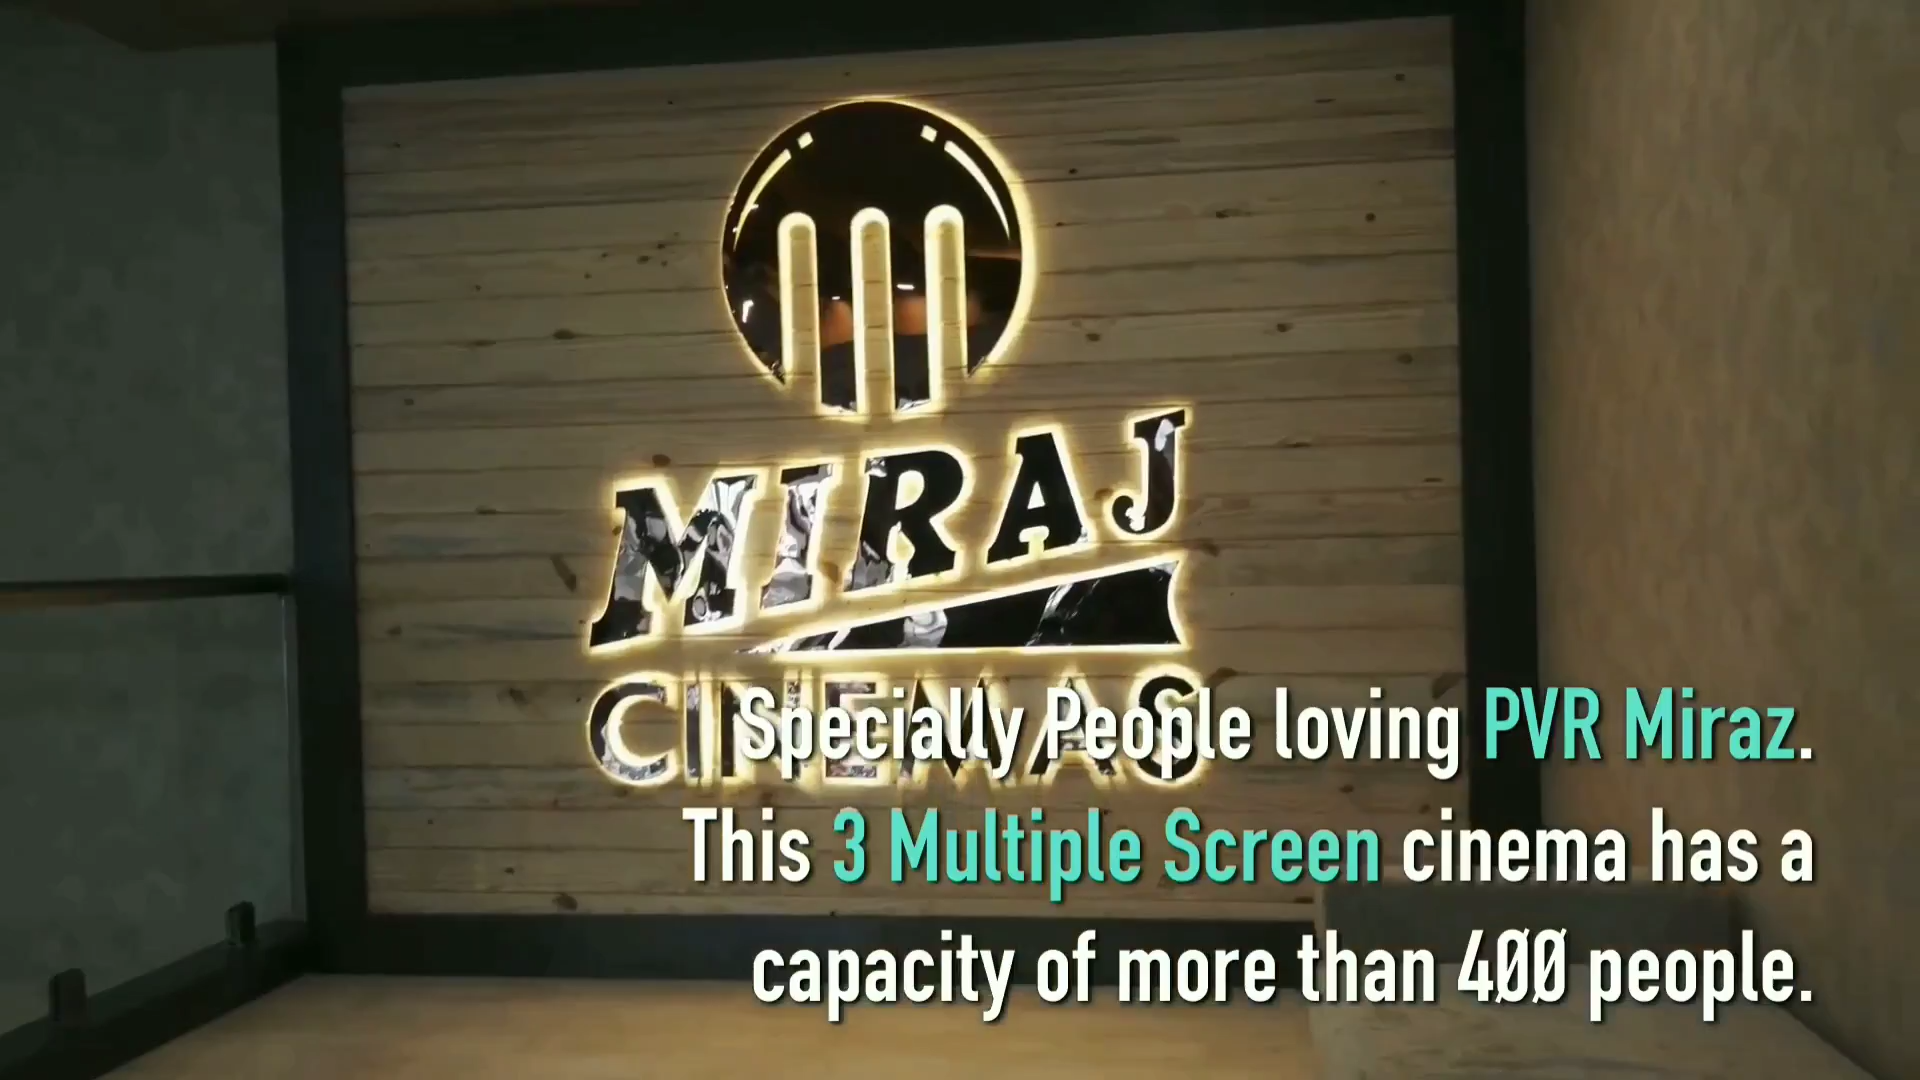 MIRAJ
CINEMAS
Specially People loving PVR Miraz.
This 3 Multiple Screen cinema has a
capacity of more than 400 people.